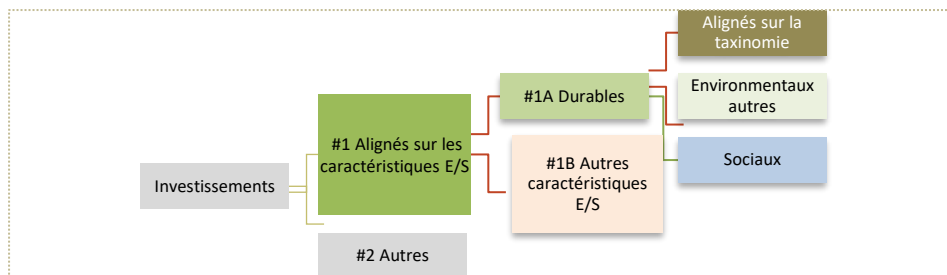 Investissements
#1 Alignés sur les
caractéristiques E/S
#2 Autres
#1A Durables
#1B Autres
caractéristiques
E/S
Alignés sur la
taxinomie
Environmentaux
autres
Sociaux